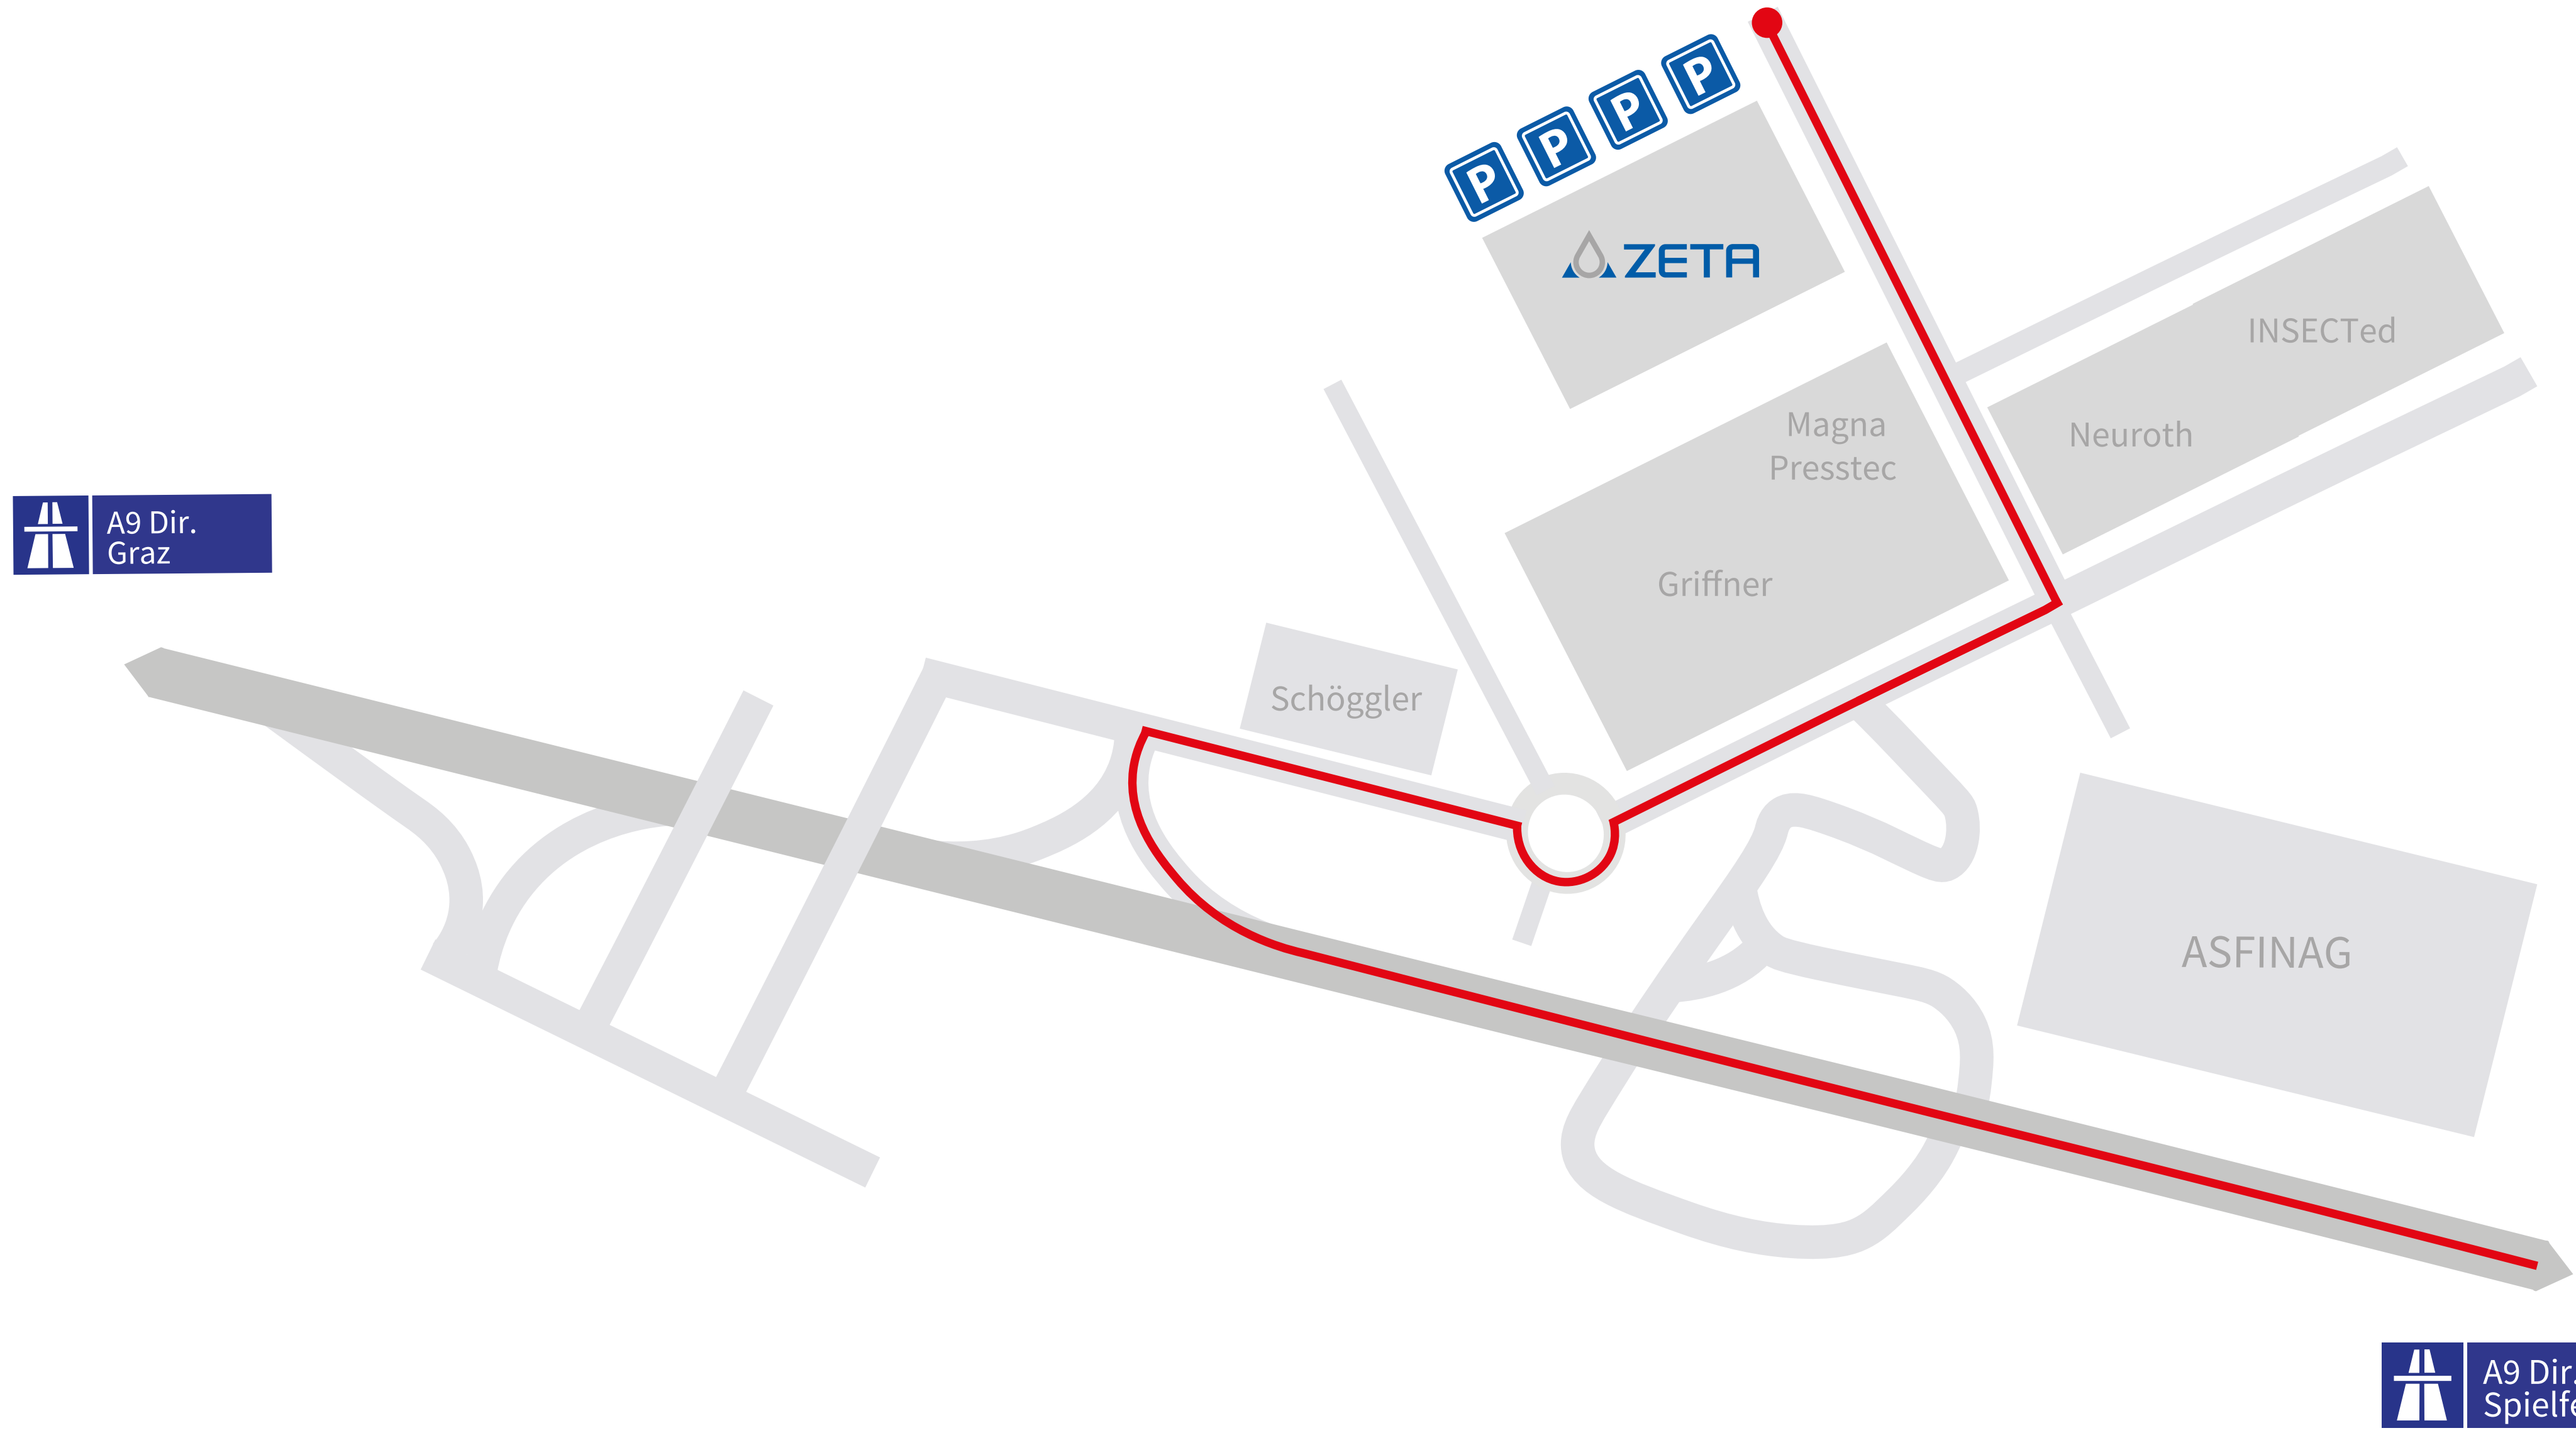 P
P
P
P
ZETA
INSECTed
Magna
Presstec
Neuroth
A9 Dir.
Graz
Griffner
Schöggler
ASFINAG
A9 Dir.